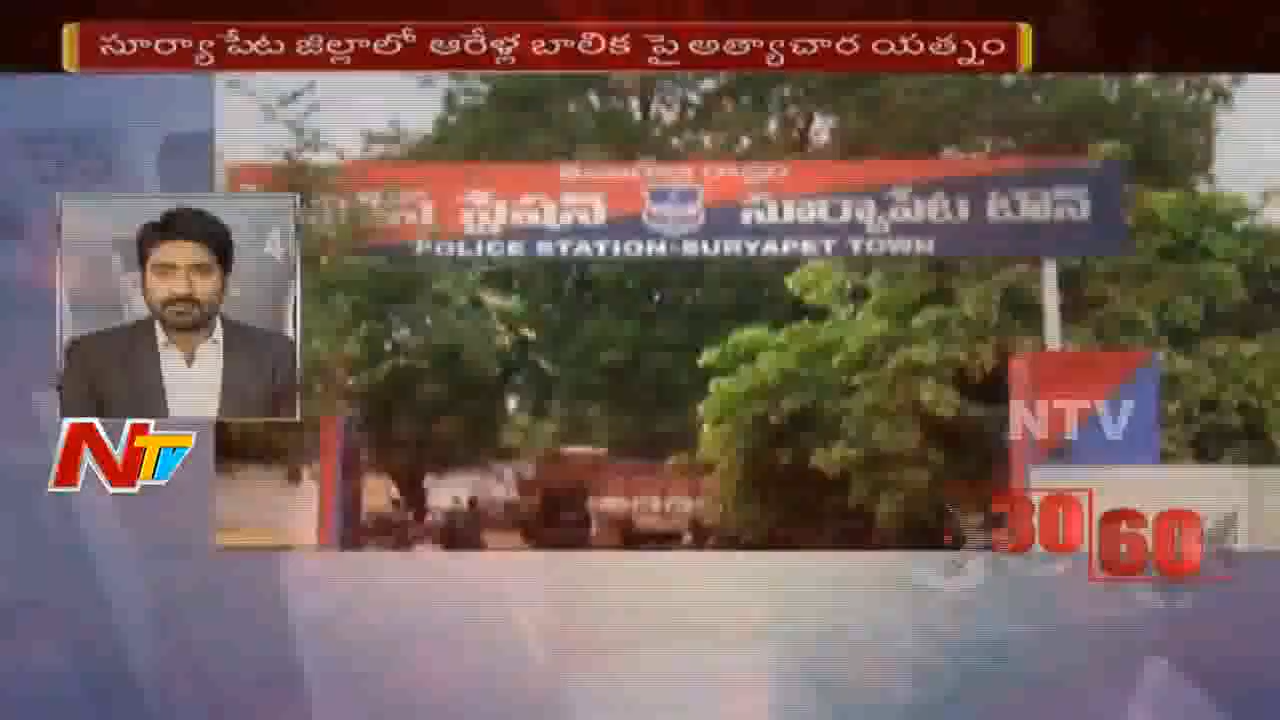 సూర్యాపేట జిల్లాలో ఆరేళ్ల బాలిక పై అత్యాచార యత్నం
స్టేషన్ సూర్యాపేట టౌన్
POLICE STATION-SURYAPET TOWN
NTV
NTV
30 60